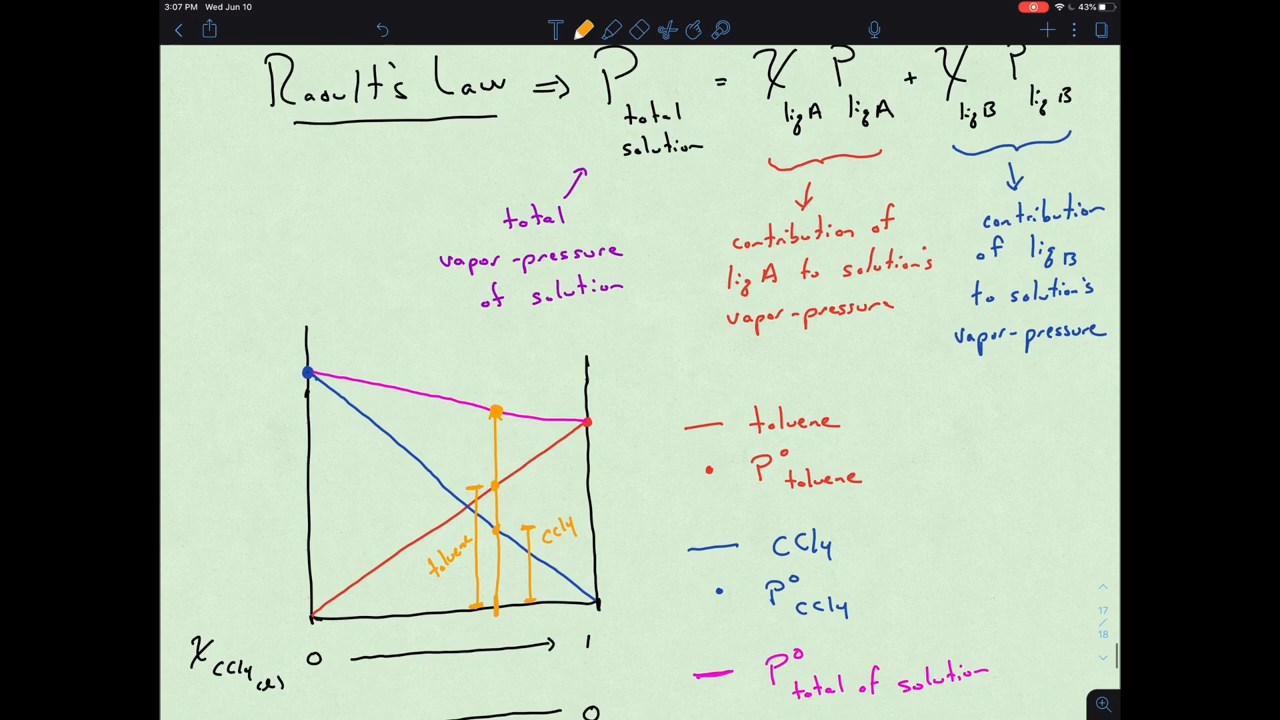 3:07 PM Wed Jun 10
43%
Raoult's Law ⇒ P total solution = χ liq A P liq A + χ liq B P liq B
total
vapor-pressure
of solution
contribution of
liq A to solution's
vapor-pressure
contribution
of liq B
to solution's
vapor-pressure
toluene
CCl4
toluene
P° toluene
CCl4
P° CCl4
P° total of solution
χ CCl4 (l) 0 → 1
0
17
/
18